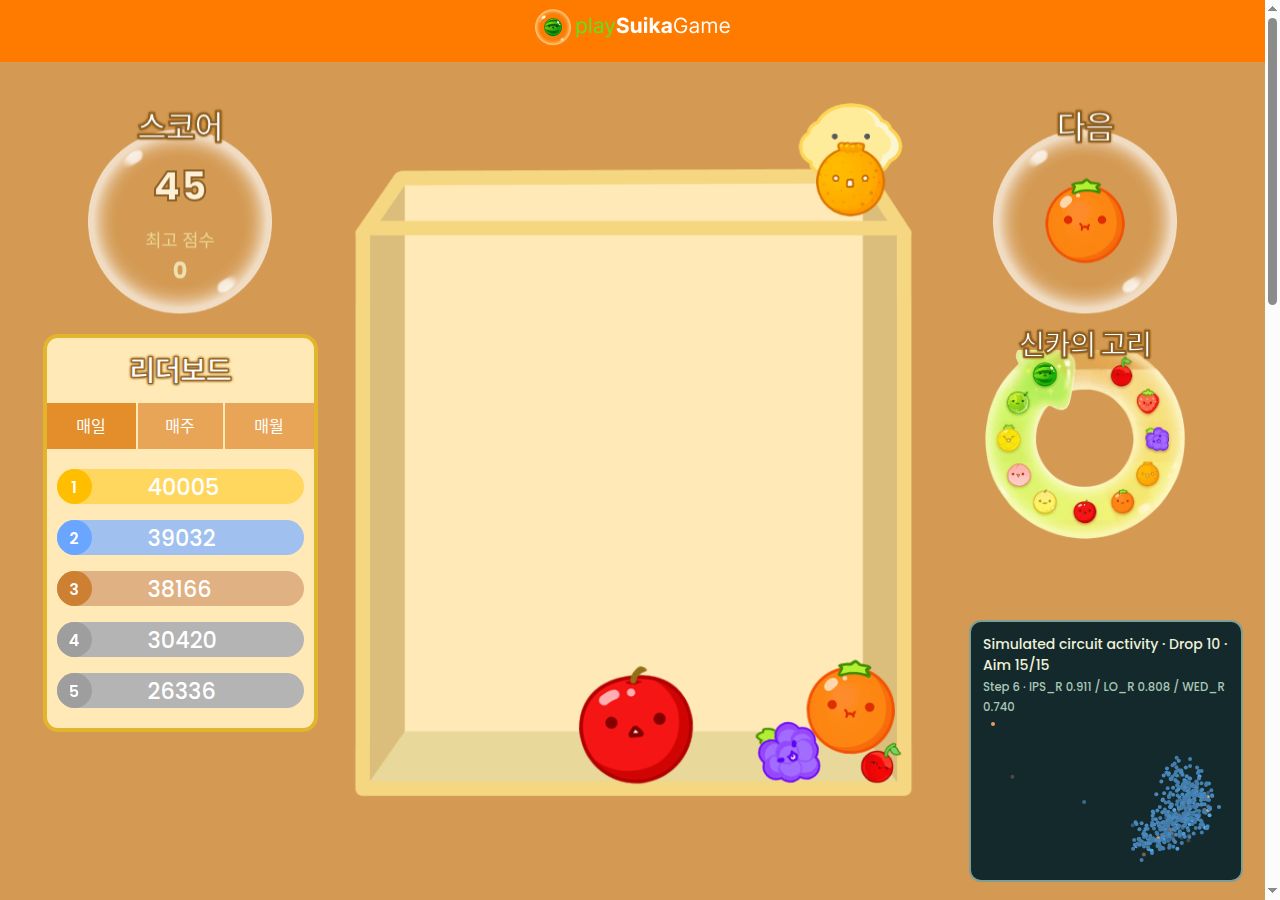 playSuikaGame
스코어
45
최고 점수
0
리더보드
매일 매주 매월
1 40005
2 39032
3 38166
4 30420
5 26336
다음
신카의 고리
Simulated circuit activity · Drop 10 ·
Aim 15/15
Step 6 · IPS_R 0.911 / LO_R 0.808 / WED_R
0.740